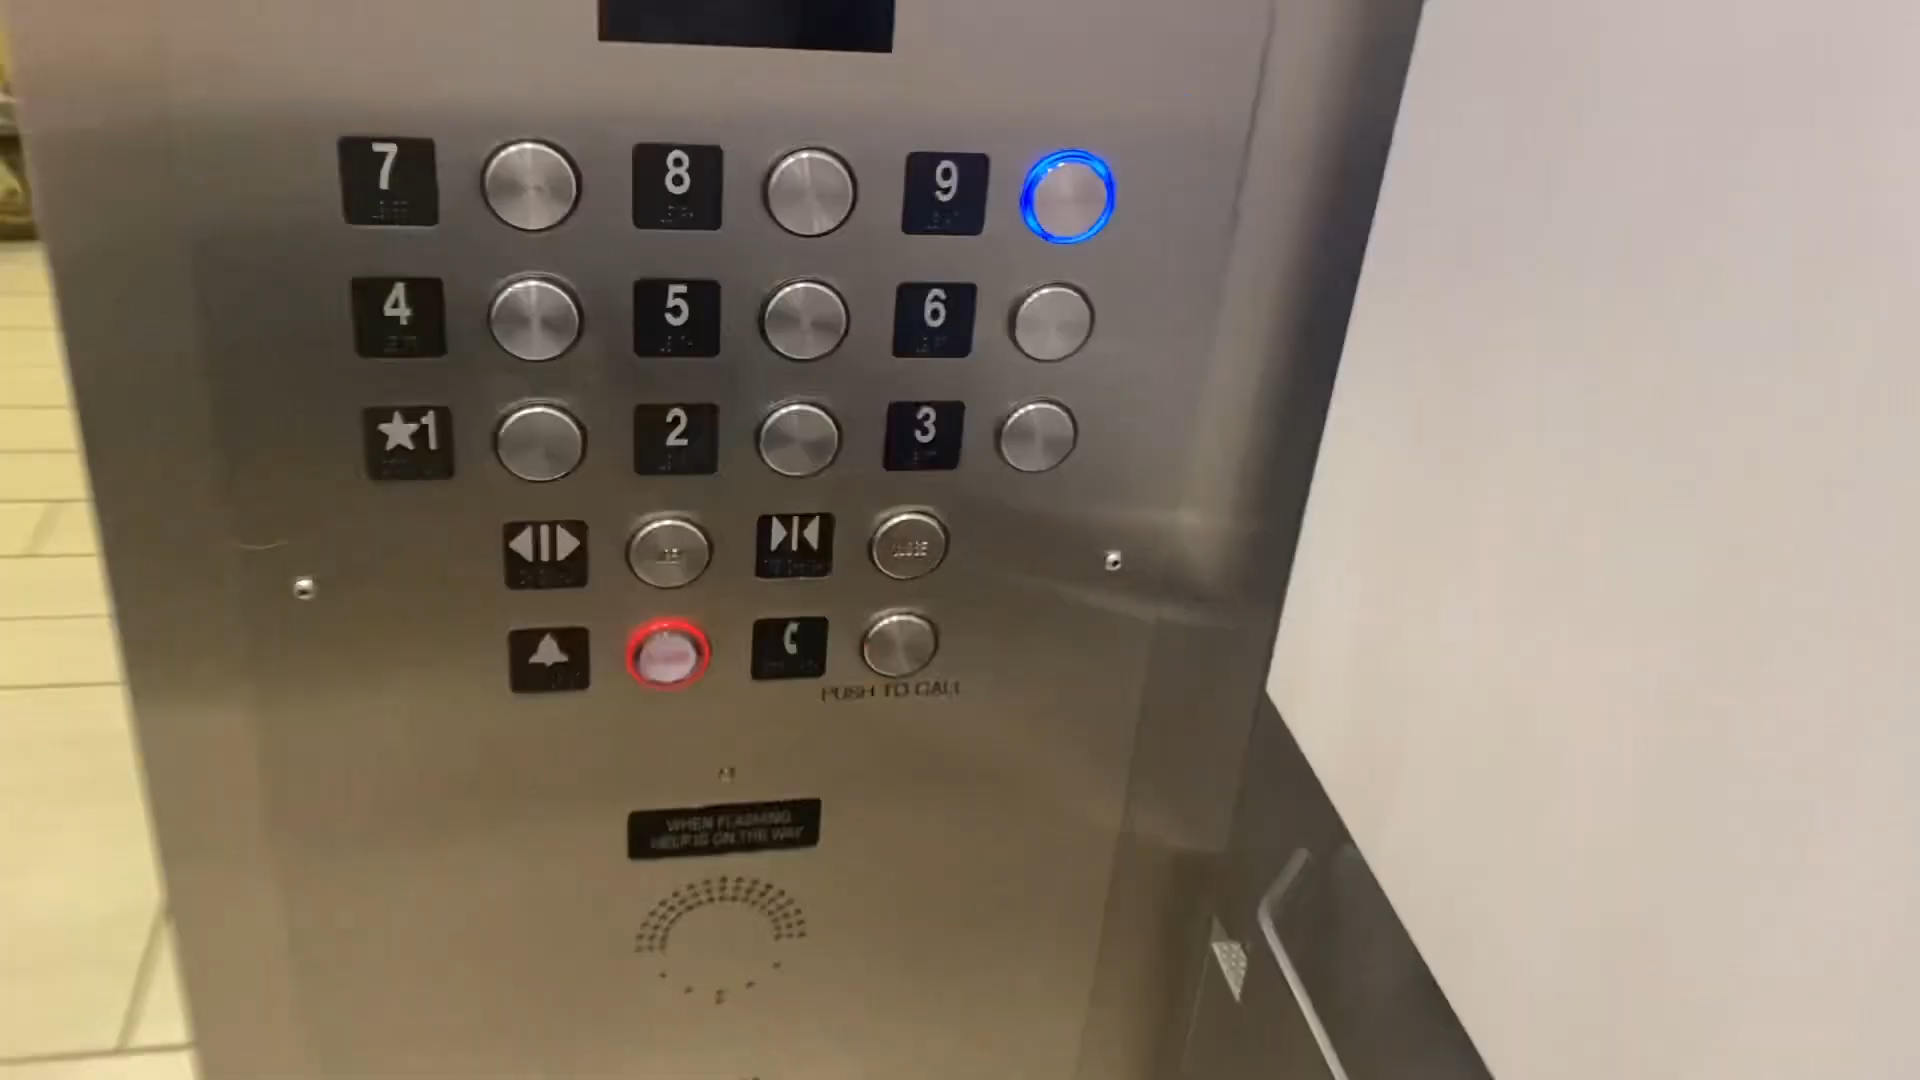 7 8 9
4 5 6
★1 2 3
CLOSE
PUSH TO CALL
WHEN FLASHING
HELP IS ON THE WAY